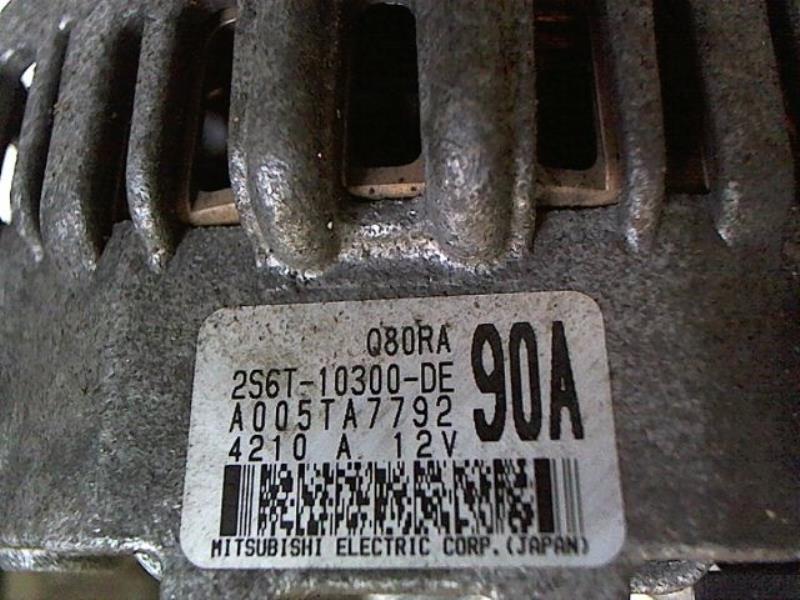 Q80RA
90A
2S6T-10300-DE
A005TA7792
4210 A 12V
MITSUBISHI ELECTRIC CORP.(JAPAN)